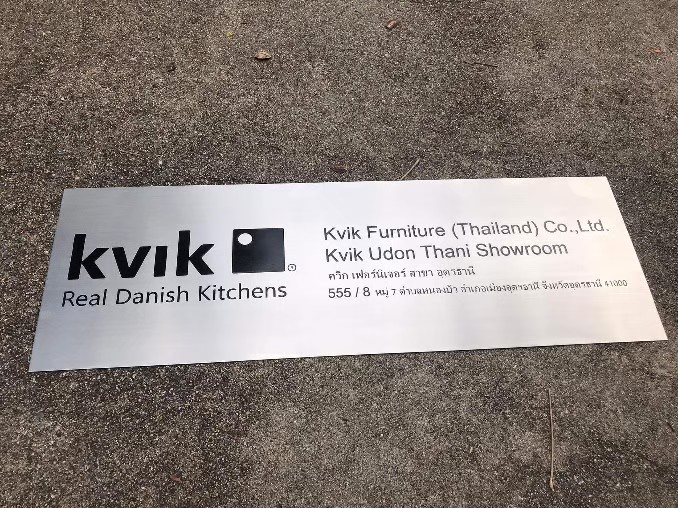 kvik
Real Danish Kitchens
Kvik Furniture (Thailand) Co.,Ltd.
Kvik Udon Thani Showroom
ควิก เฟอร์นิเจอร์ สาขา อุดรธานี
555 / 8 หมู่ 7 ตำบลหนองบัว อำเภอเมืองอุดรธานี จังหวัดอุดรธานี 41000